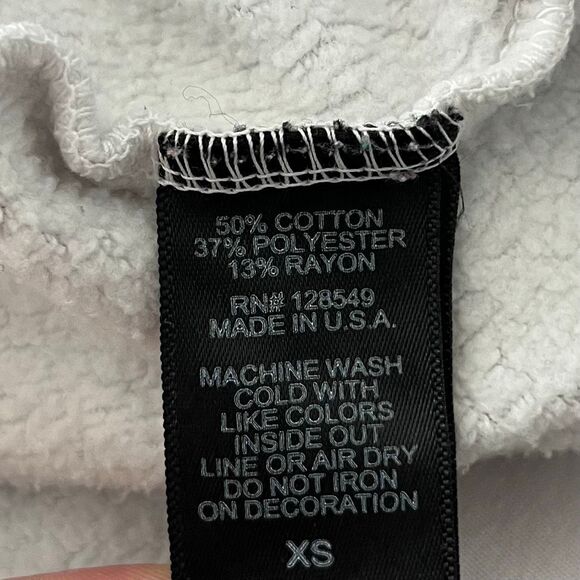 50% COTTON
37% POLYESTER
13% RAYON
RN# 128549
MADE IN U.S.A.
MACHINE WASH
COLD WITH
LIKE COLORS
INSIDE OUT
LINE OR AIR DRY
DO NOT IRON
ON DECORATION
XS